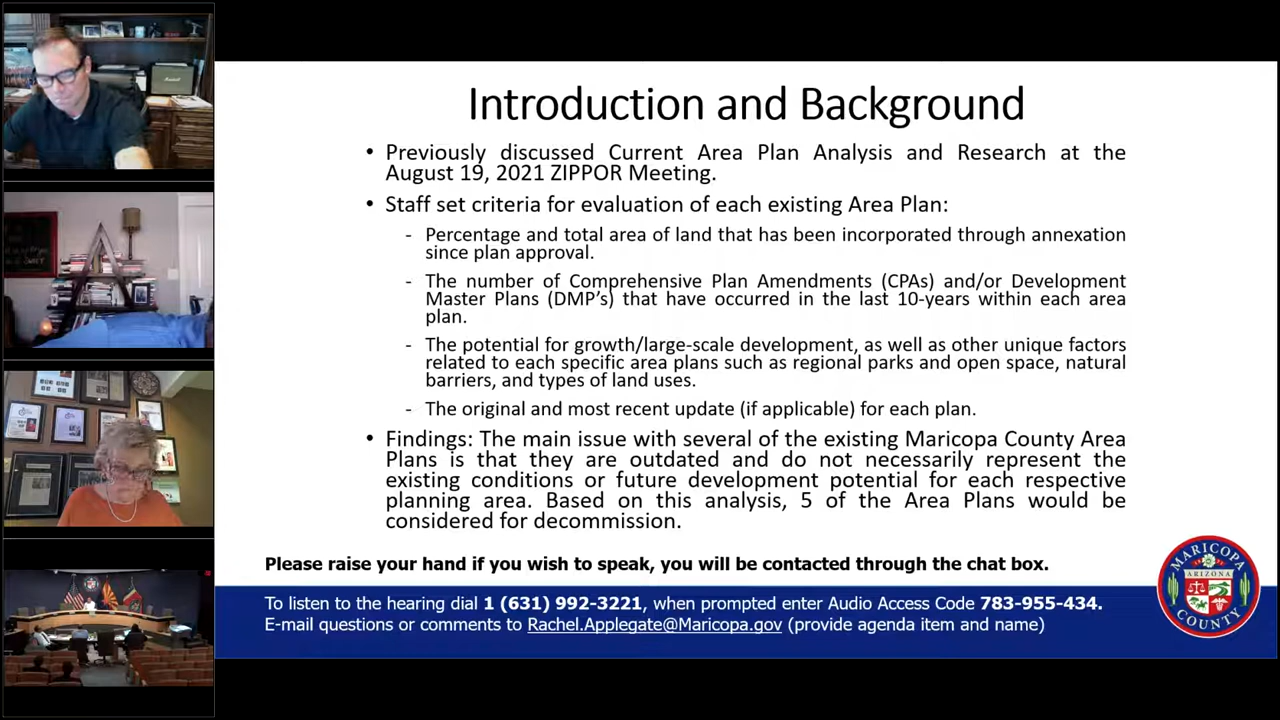 Introduction and Background
• Previously discussed Current Area Plan Analysis and Research at the
August 19, 2021 ZIPPOR Meeting.
• Staff set criteria for evaluation of each existing Area Plan:
- Percentage and total area of land that has been incorporated through annexation
since plan approval.
- The number of Comprehensive Plan Amendments (CPAs) and/or Development
Master Plans (DMP's) that have occurred in the last 10-years within each area
plan.
- The potential for growth/large-scale development, as well as other unique factors
related to each specific area plans such as regional parks and open space, natural
barriers, and types of land uses.
- The original and most recent update (if applicable) for each plan.
• Findings: The main issue with several of the existing Maricopa County Area
Plans is that they are outdated and do not necessarily represent the
existing conditions or future development potential for each respective
planning area. Based on this analysis, 5 of the Area Plans would be
considered for decommission.
Please raise your hand if you wish to speak, you will be contacted through the chat box.
To listen to the hearing dial 1 (631) 992-3221, when prompted enter Audio Access Code 783-955-434.
E-mail questions or comments to Rachel.Applegate@Maricopa.gov (provide agenda item and name)
MARICOPA
ARIZONA
COUNTY
Marshall